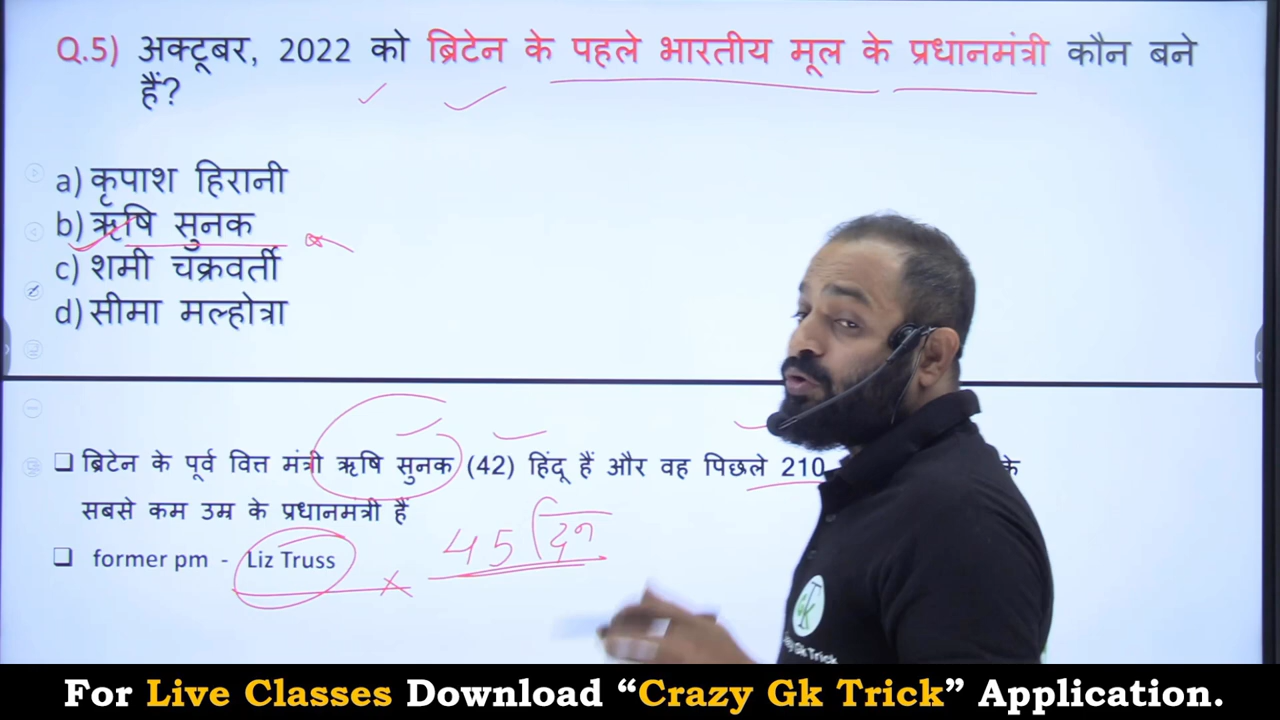 Q.5) अक्टूबर, 2022 को ब्रिटेन के पहले भारतीय मूल के प्रधानमंत्री कौन बने
हैं?
a) कृपाश हिरानी
b) ऋषि सुनक
c) शमी चक्रवर्ती
d) सीमा मल्होत्रा
❑ ब्रिटेन के पूर्व वित्त मंत्री ऋषि सुनक (42) हिंदू हैं और वह पिछले 210 के
सबसे कम उम्र के प्रधानमंत्री हैं
45 दिन
❑ former pm - Liz Truss
Gk Trick
For Live Classes Download “Crazy Gk Trick” Application.